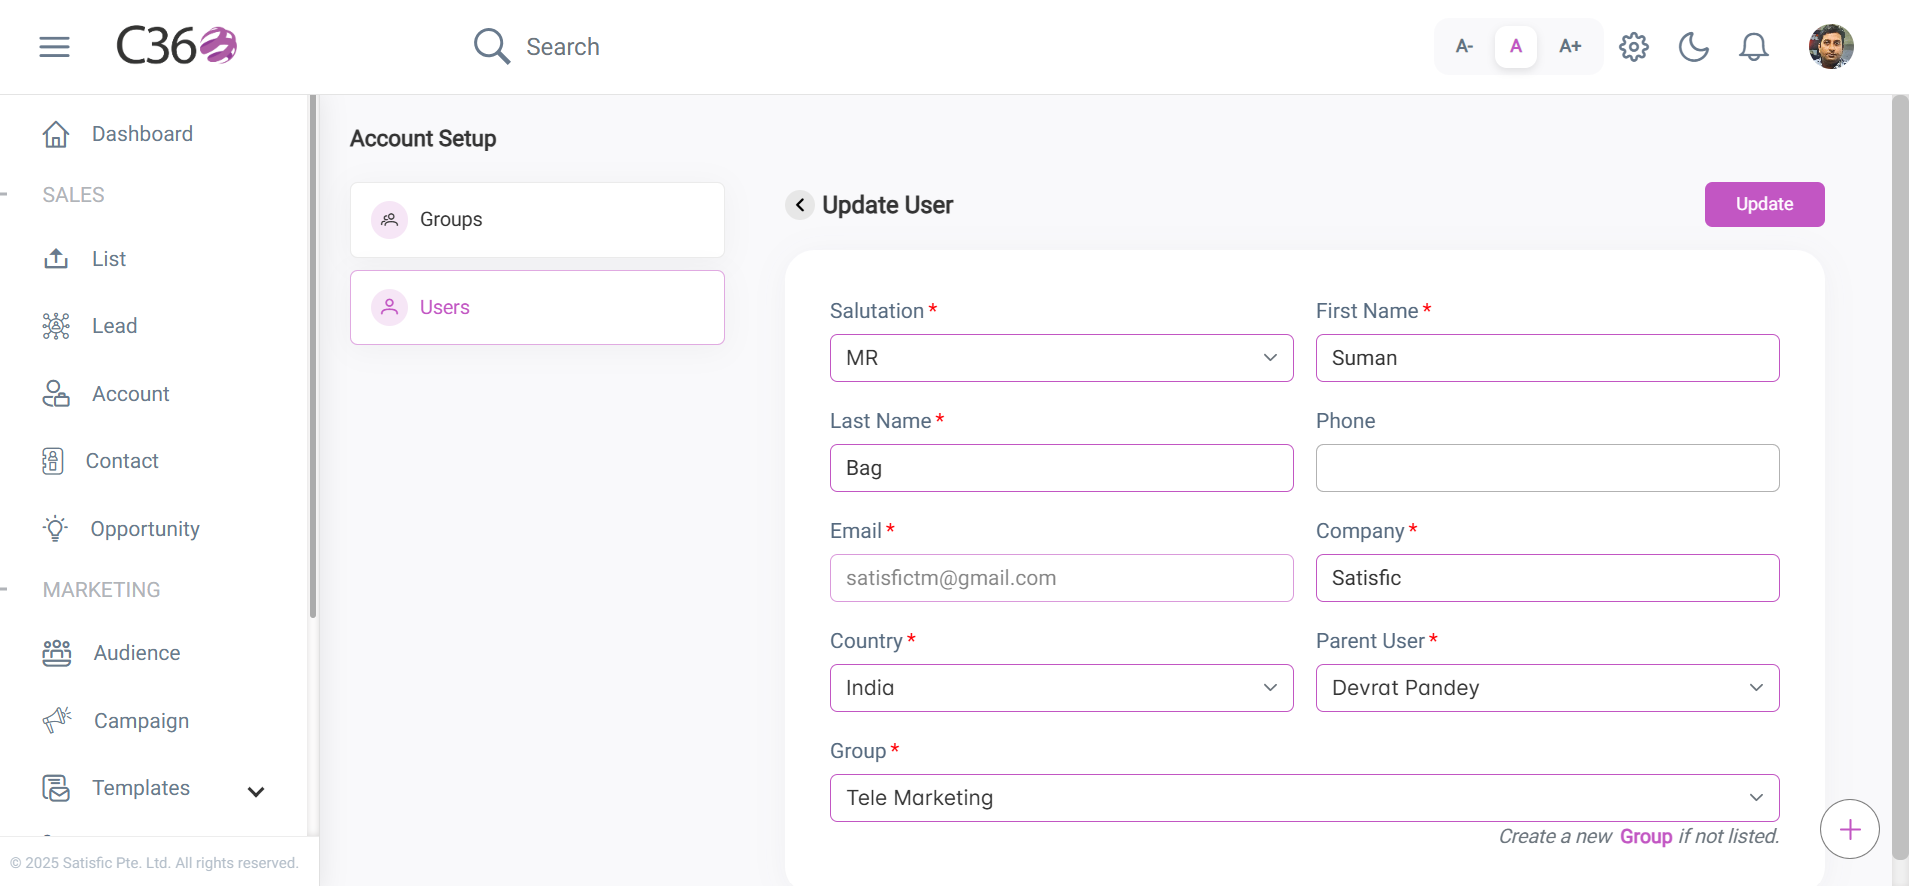 C360
Search
A-
A
A+
Dashboard
SALES
List
Lead
Account
Contact
Opportunity
MARKETING
Audience
Campaign
Templates
© 2025 Satisfic Pte. Ltd. All rights reserved.
Account Setup
Groups
Users
Update User
Update
Salutation *
MR
First Name *
Suman
Last Name *
Bag
Phone
Email *
satisfictm@gmail.com
Company *
Satisfic
Country *
India
Parent User *
Devrat Pandey
Group *
Tele Marketing
Create a new Group if not listed.